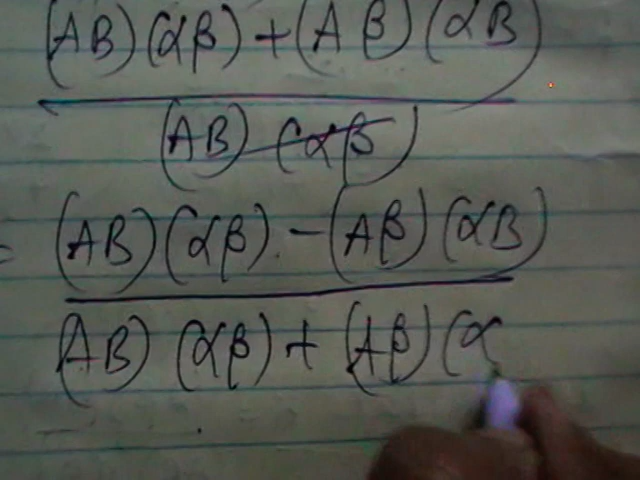 (AB)(αβ)+(Aβ)(αB)
(AB) (αβ)
= (AB)(αβ) - (Aβ)(αB)
(AB) (αβ) + (Aβ)(α